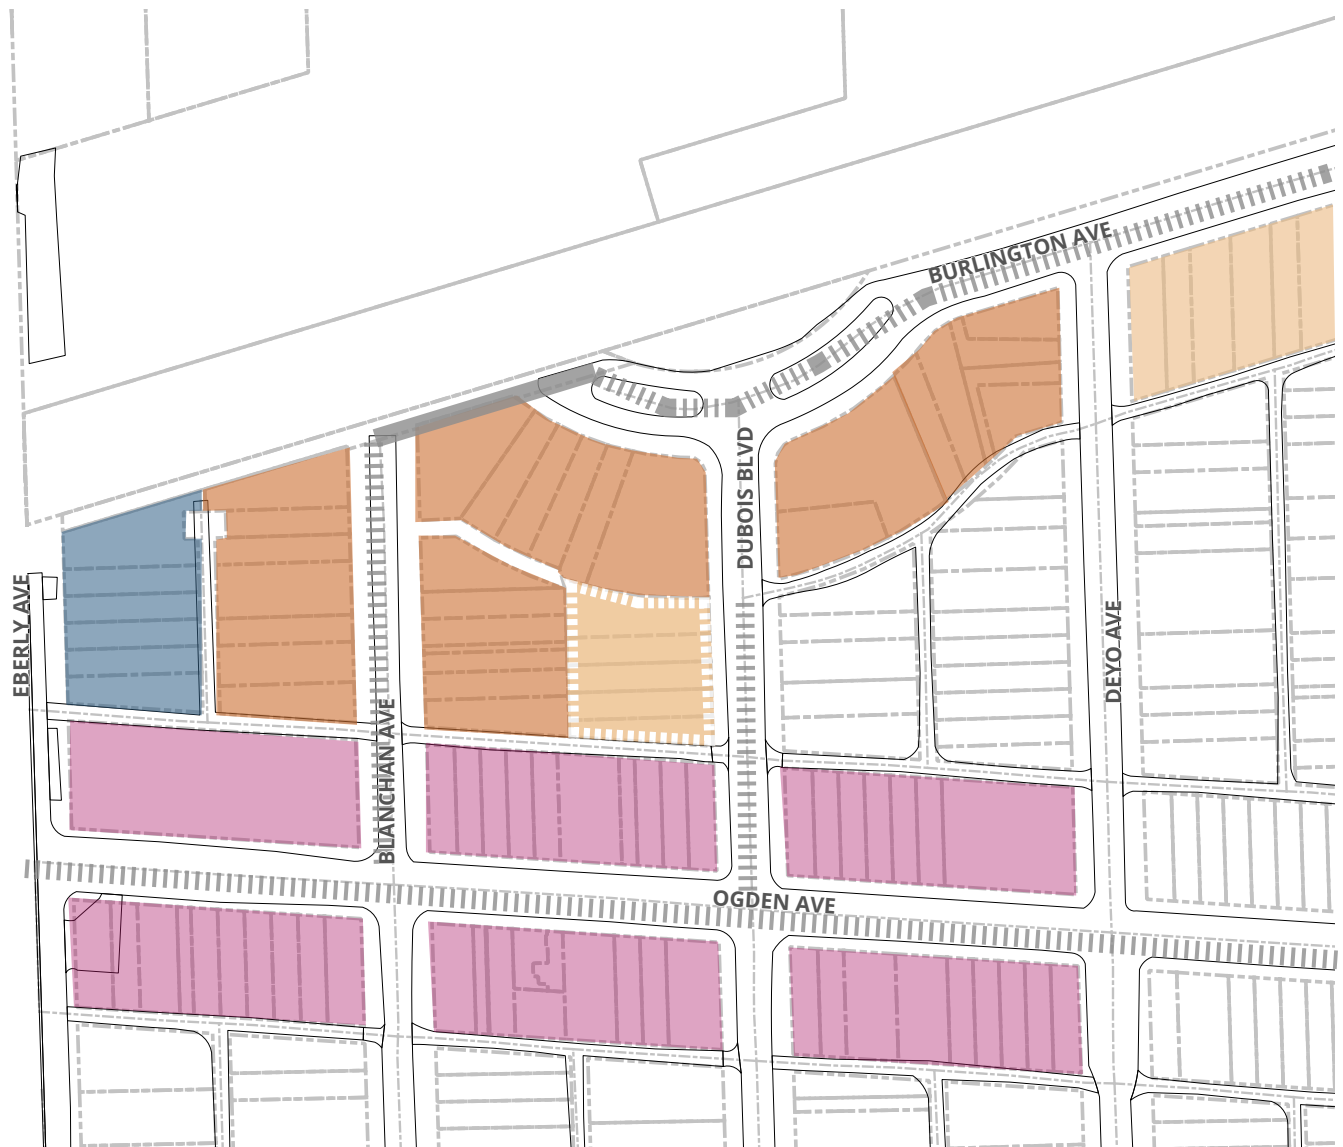 BURLINGTON AVE
DUBOIS BLVD
EBERLY AVE
DEYO AVE
BLANCHAN AVE
OGDEN AVE